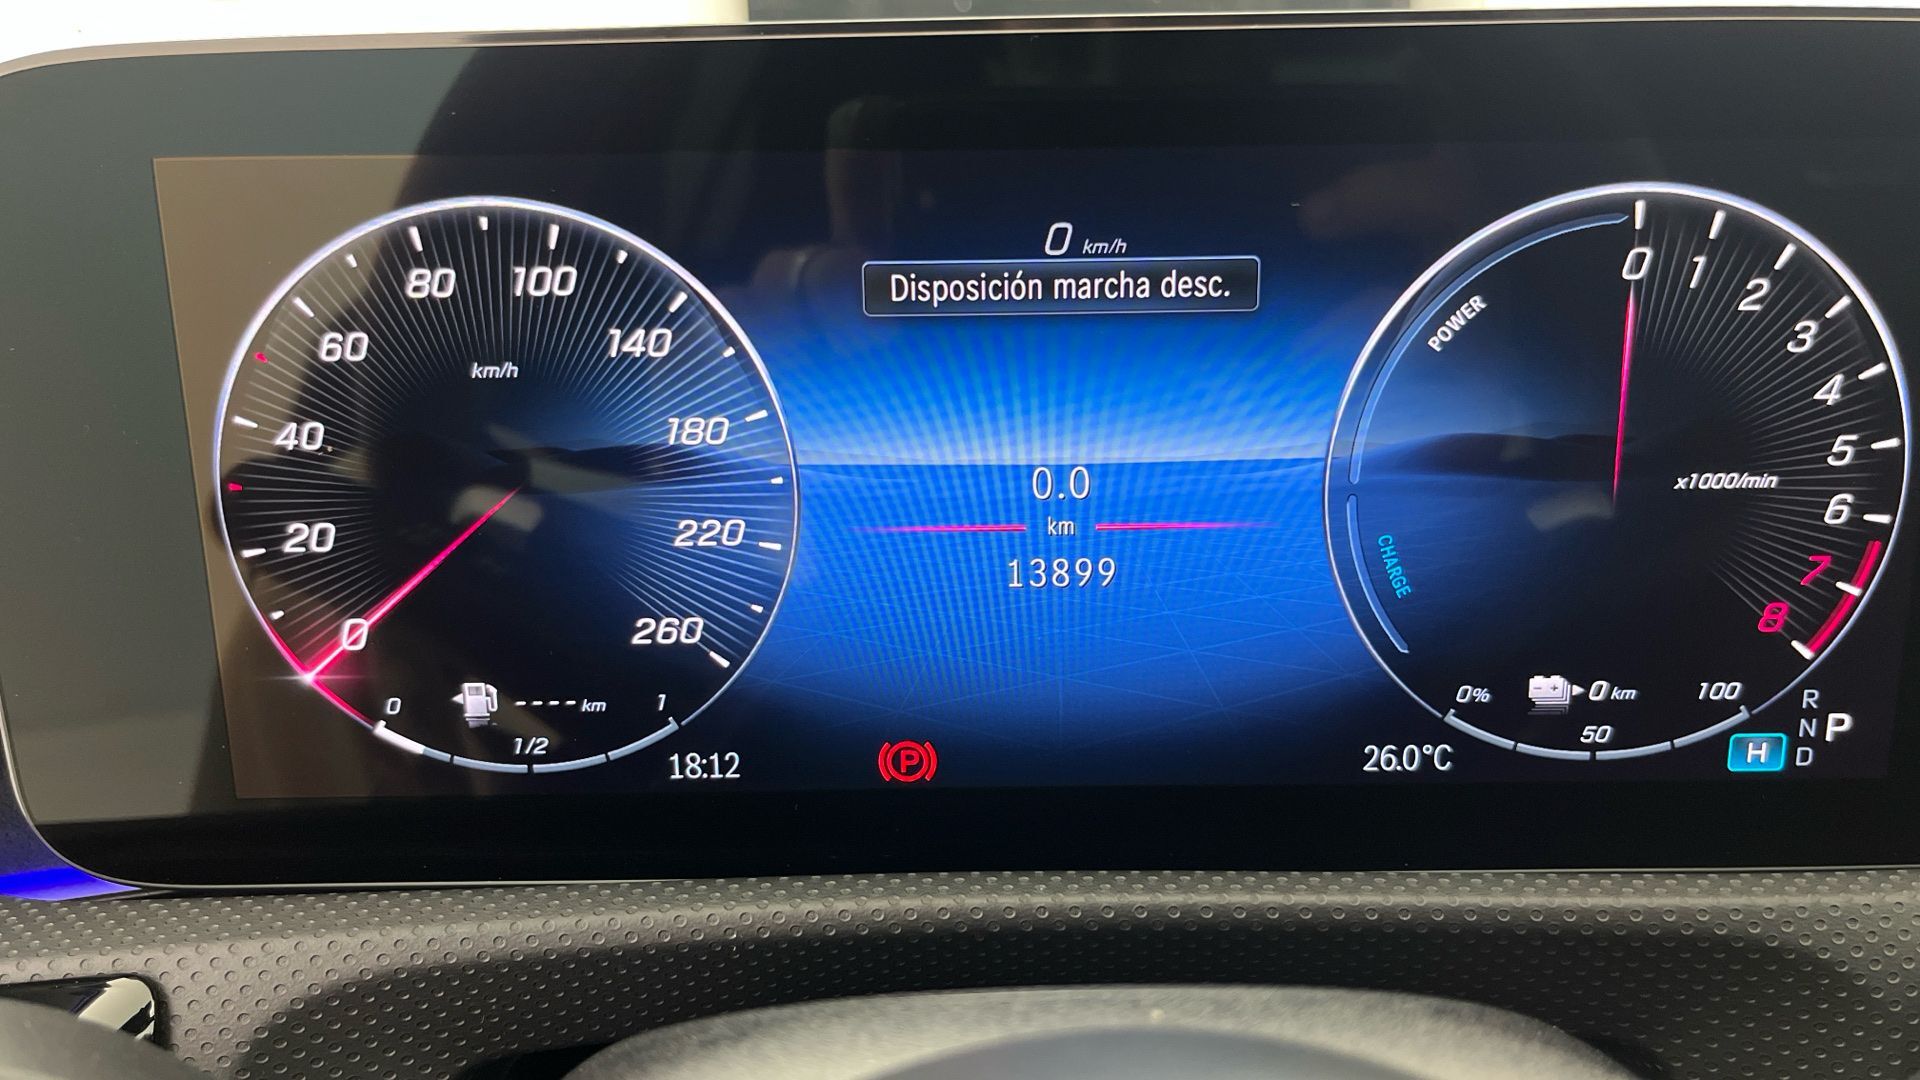 0 km/h
Disposición marcha desc.
80 100
60 140
km/h
40 180
20 220
0 260
0 ---- km 1
1/2
18:12
0.0
km
13899
P
0 1 2 3 4 5 6 7 8
POWER
x1000/min
CHARGE
0% 0 km 100
50
26.0°C
R
N P
H D